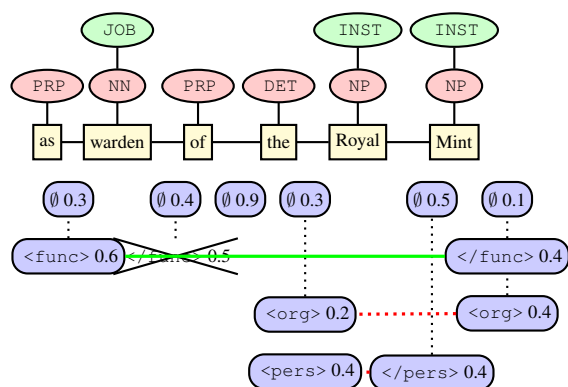 JOB INST INST
PRP NN PRP DET NP NP
as warden of the Royal Mint
∅ 0.3 ∅ 0.4 ∅ 0.9 ∅ 0.3 ∅ 0.5 ∅ 0.1
<func> 0.6 </func> 0.5 </func> 0.4
<org> 0.2 <org> 0.4
<pers> 0.4 </pers> 0.4